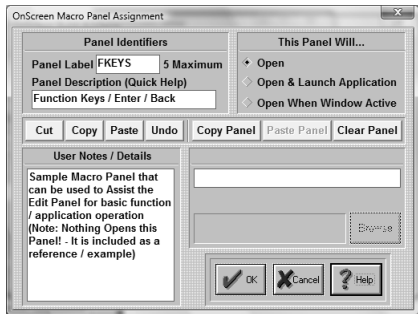 OnScreen Macro Panel Assignment
Panel Identifiers
Panel Label FKEYS 5 Maximum
Panel Description (Quick Help)
Function Keys / Enter / Back
This Panel Will...
Open
Open & Launch Application
Open When Window Active
Cut Copy Paste Undo Copy Panel Paste Panel Clear Panel
User Notes / Details
Sample Macro Panel that
can be used to Assist the
Edit Panel for basic function
/ application operation
(Note: Nothing Opens this
Panel! - It is included as a
reference / example)
Browse
OK Cancel Help